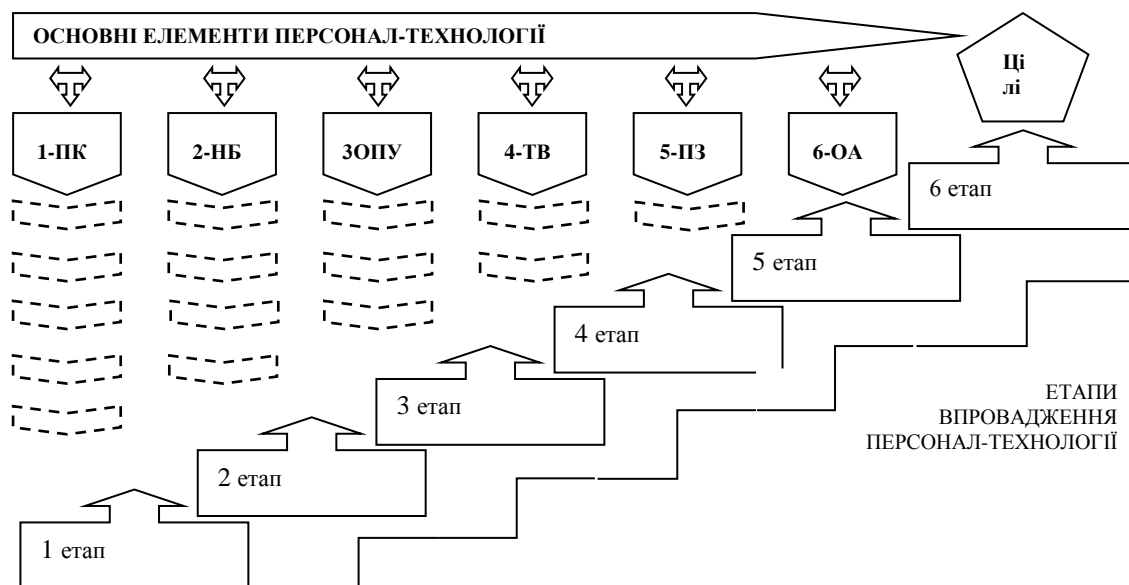 ОСНОВНІ ЕЛЕМЕНТИ ПЕРСОНАЛ-ТЕХНОЛОГІЇ
Ці
лі
1-ПК
2-НБ
3ОПУ
4-ТВ
5-ПЗ
6-ОА
6 етап
5 етап
4 етап
3 етап
2 етап
1 етап
ЕТАПИ
ВПРОВАДЖЕННЯ
ПЕРСОНАЛ-ТЕХНОЛОГІЇ